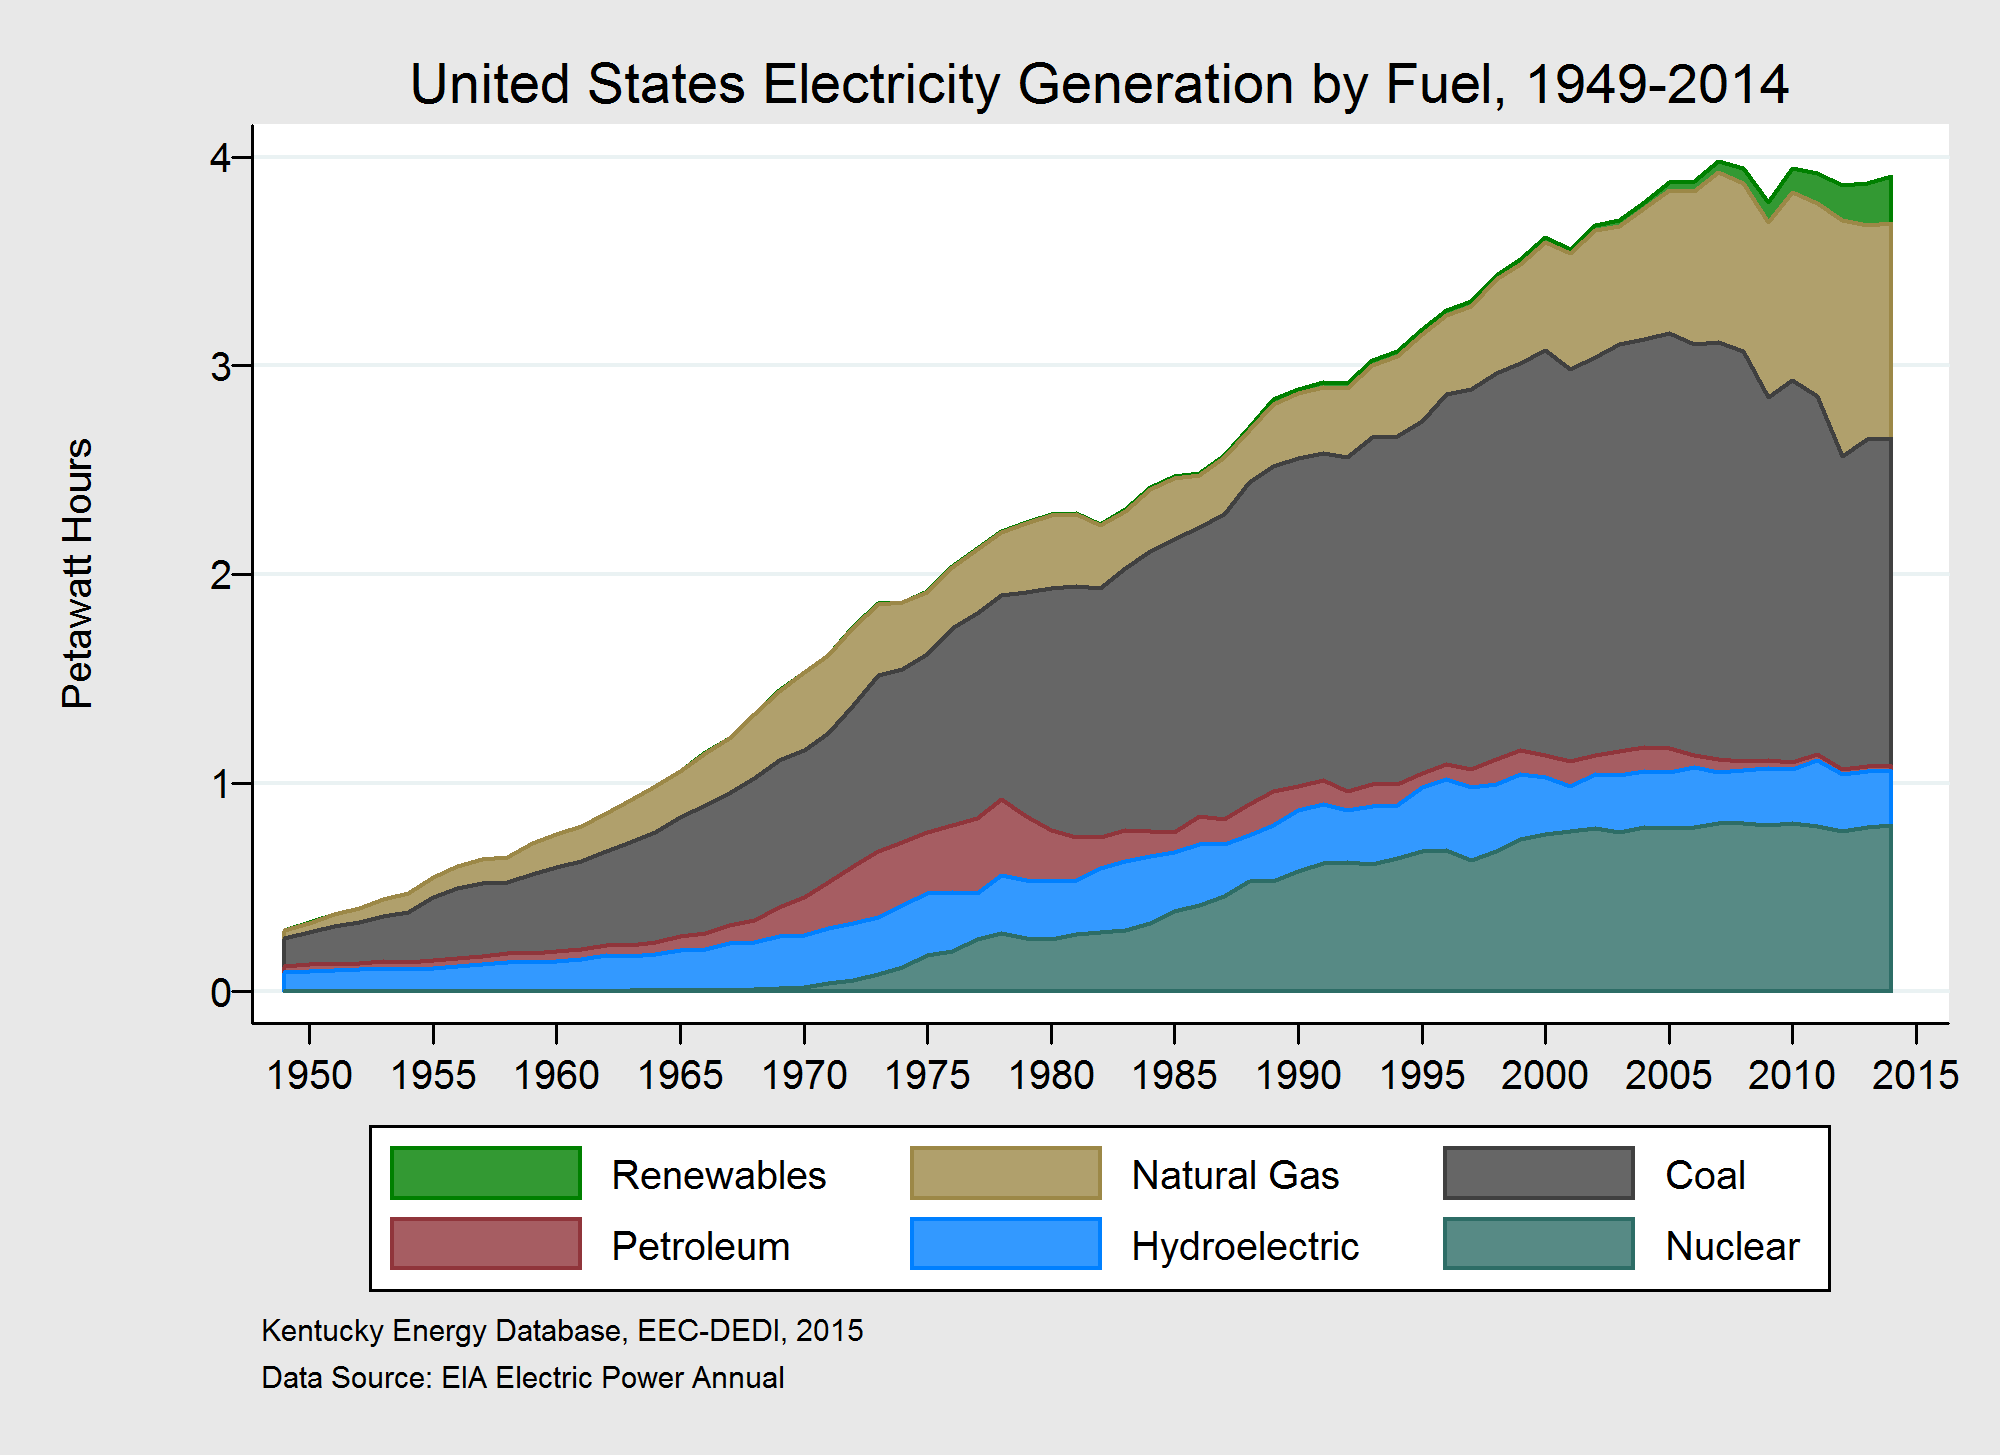 United States Electricity Generation by Fuel, 1949-2014
Petawatt Hours
4
3
2
1
0
1950 1955 1960 1965 1970 1975 1980 1985 1990 1995 2000 2005 2010 2015
Renewables Natural Gas Coal
Petroleum Hydroelectric Nuclear
Kentucky Energy Database, EEC-DEDI, 2015
Data Source: EIA Electric Power Annual